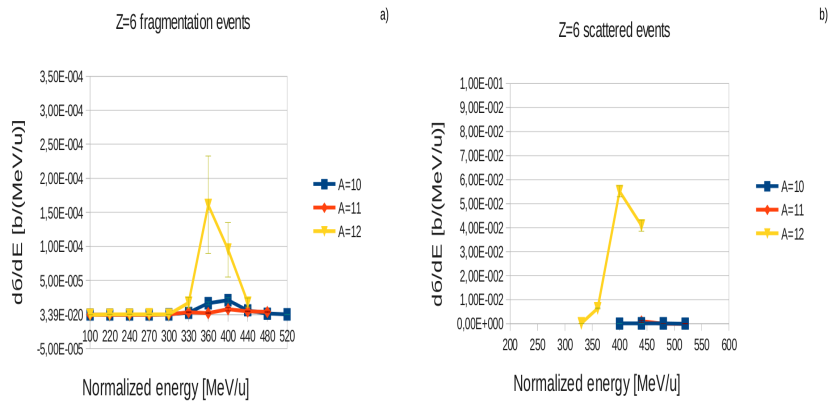 Z=6 fragmentation events
a)
3,50E-004
3,00E-004
2,50E-004
2,00E-004
1,50E-004
1,00E-004
5,00E-005
3,39E-020
-5,00E-005
100 220 240 270 300 330 360 400 440 480 520
dб/dE [b/(MeV/u)]
Normalized energy [MeV/u]
A=10
A=11
A=12
Z=6 scattered events
b)
1,00E-001
9,00E-002
8,00E-002
7,00E-002
6,00E-002
5,00E-002
4,00E-002
3,00E-002
2,00E-002
1,00E-002
0,00E+000
200 250 300 350 400 450 500 550 600
dб/dE [b/(MeV/u)]
Normalized energy [MeV/u]
A=10
A=11
A=12